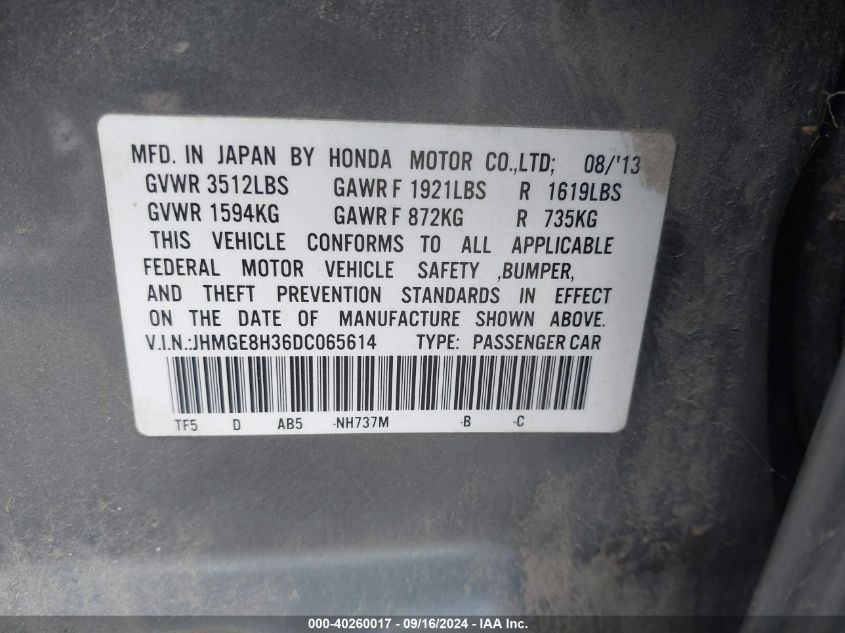 MFD. IN JAPAN BY HONDA MOTOR CO.,LTD; 08/'13
GVWR 3512LBS GAWR F 1921LBS R 1619LBS
GVWR 1594KG GAWR F 872KG R 735KG
THIS VEHICLE CONFORMS TO ALL APPLICABLE
FEDERAL MOTOR VEHICLE SAFETY ,BUMPER,
AND THEFT PREVENTION STANDARDS IN EFFECT
ON THE DATE OF MANUFACTURE SHOWN ABOVE.
V.I.N.:JHMGE8H36DC065614 TYPE: PASSENGER CAR
TF5 D AB5 -NH737M -B -C
000-40260017 - 09/16/2024 - IAA Inc.